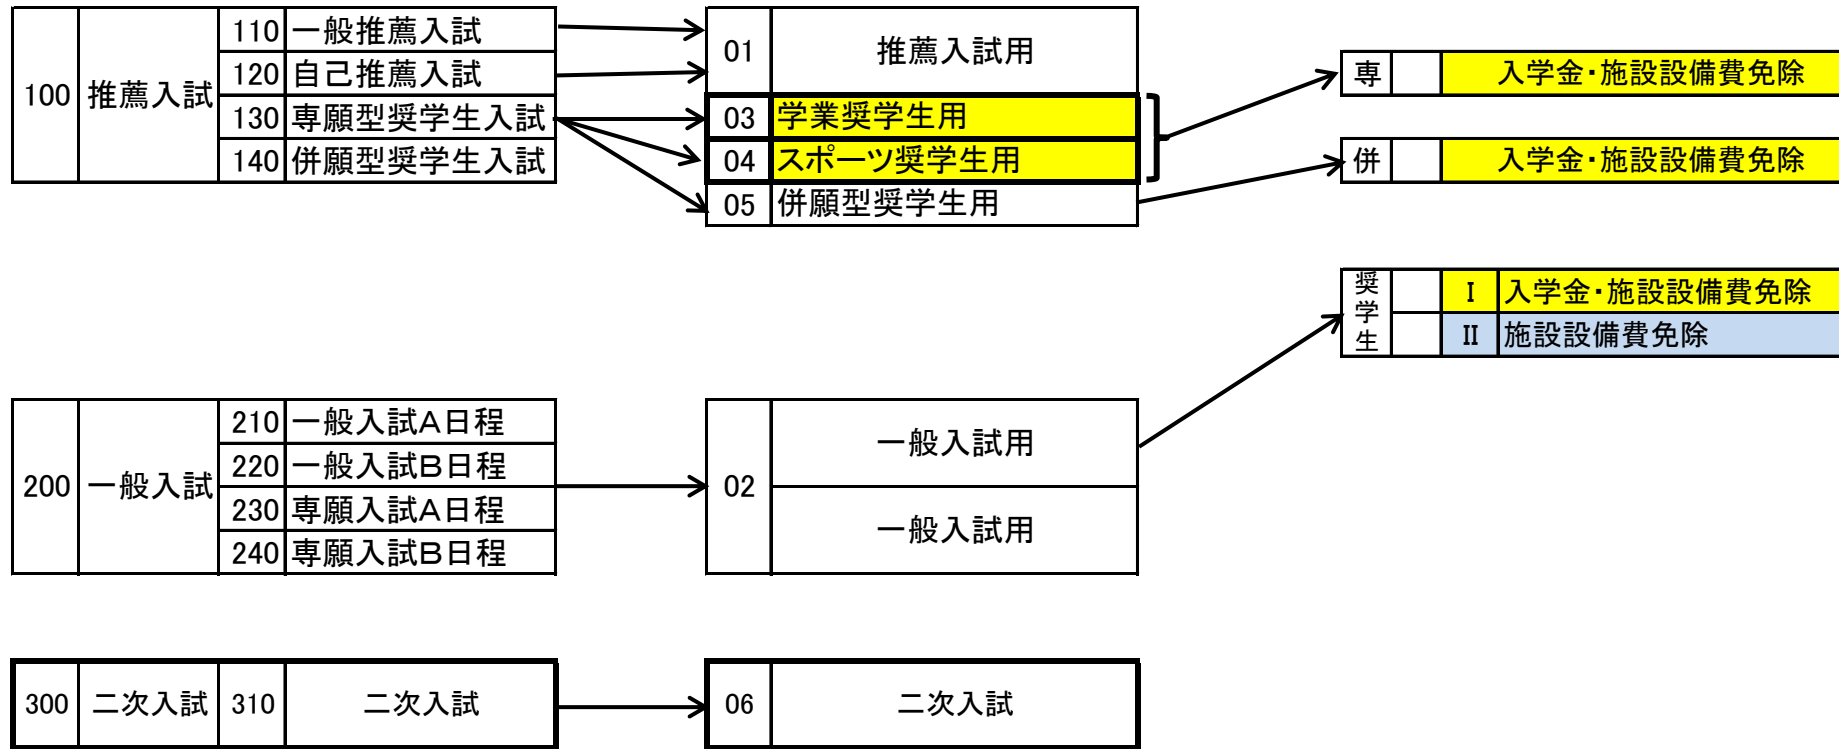 100 推薦入試
110 一般推薦入試
120 自己推薦入試
130 専願型奨学生入試
140 併願型奨学生入試
01 推薦入試用
03 学業奨学生用
04 スポーツ奨学生用
05 併願型奨学生用
専 入学金・施設設備費免除
併 入学金・施設設備費免除
奨学生
I 入学金・施設設備費免除
II 施設設備費免除
200 一般入試
210 一般入試A日程
220 一般入試B日程
230 専願入試A日程
240 専願入試B日程
02 一般入試用
一般入試用
300 二次入試 310 二次入試
06 二次入試